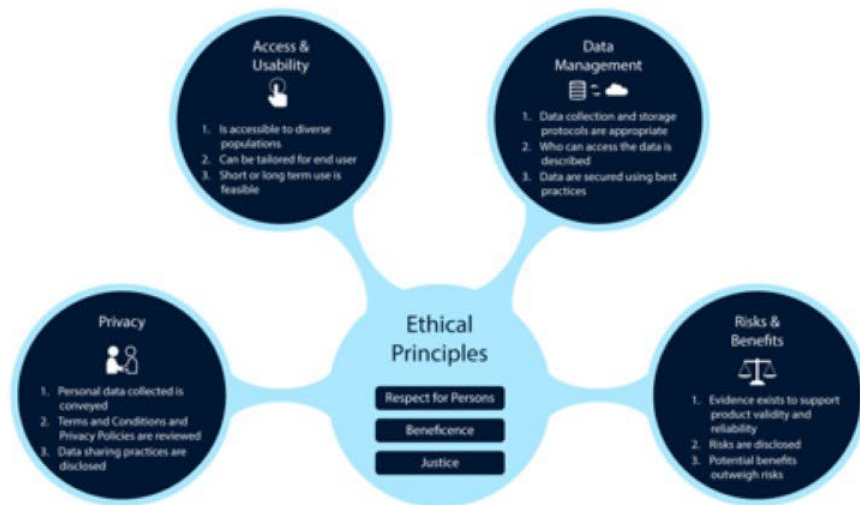 Access &
Usability
1. Is accessible to diverse
populations
2. Can be tailored for end user
3. Short or long term use is
feasible
Data
Management
1. Data collection and storage
protocols are appropriate
2. Who can access the data is
described
3. Data are secured using best
practices
Privacy
1. Personal data collected is
conveyed
2. Terms and Conditions and
Privacy Policies are reviewed
3. Data sharing practices are
disclosed
Ethical
Principles
Respect for Persons
Beneficence
Justice
Risks &
Benefits
1. Evidence exists to support
product validity and
reliability
2. Risks are disclosed
3. Potential benefits
outweigh risks